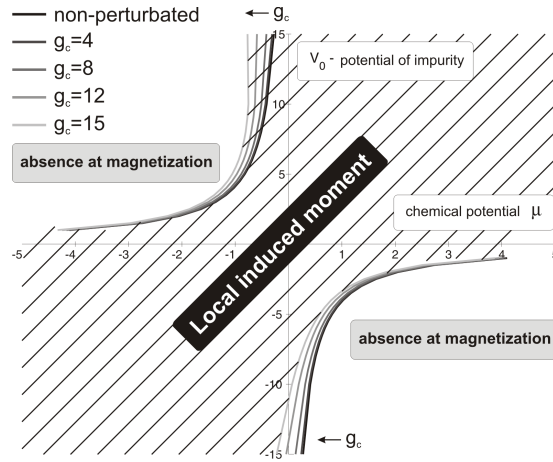 non-perturbated
g_c=4
g_c=8
g_c=12
g_c=15
← g_c
15
V_0 - potential of impurity
10
absence at magnetization
5
Local induced moment
chemical potential μ
-5 -4 -3 -2 -1 1 2 3 4 5
-5
absence at magnetization
-10
← g_c
-15